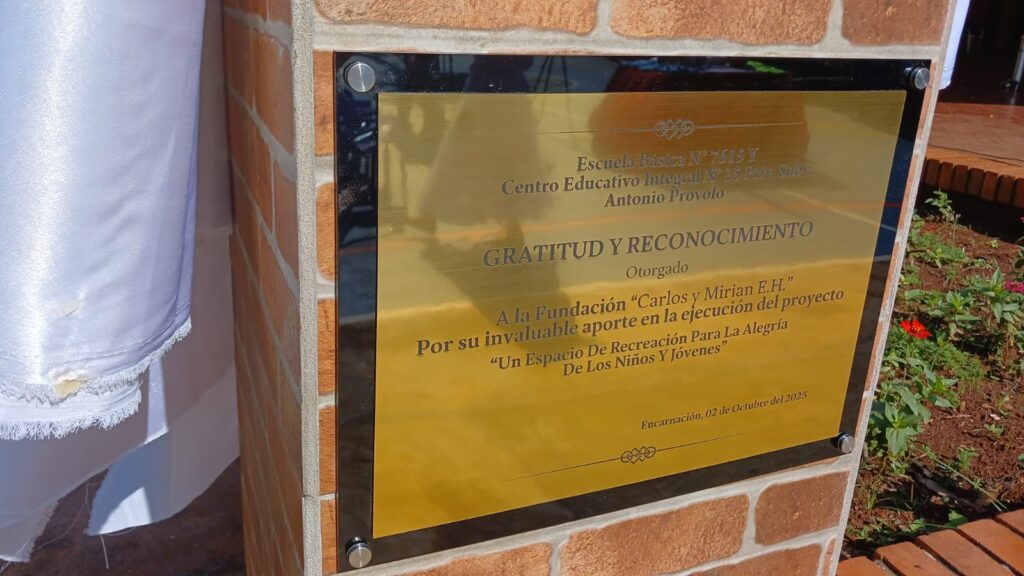 Escuela Básica N° 7615 Y
Centro Educativo Integral N° 25 Pbro. Sdor.
Antonio Provolo
GRATITUD Y RECONOCIMIENTO
Otorgado
A la Fundación “Carlos y Mirian E.H.”
Por su invaluable aporte en la ejecución del proyecto
“Un Espacio De Recreación Para La Alegría
De Los Niños Y Jóvenes”
Encarnación, 02 de Octubre del 2025